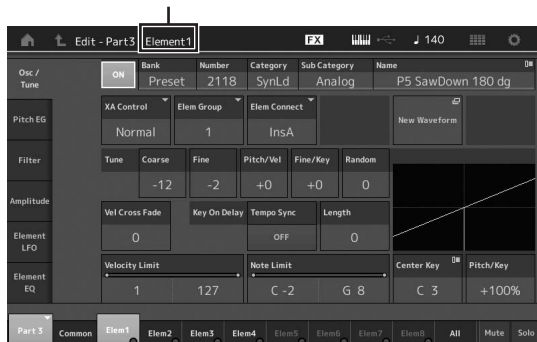 Edit - Part3 Element1 FX 140
Osc / Tune
ON
Bank Number Category Sub Category Name
Preset 2118 SynLd Analog P5 SawDown 180 dg
Pitch EG
XA Control Elem Group Elem Connect
Normal 1 InsA
New Waveform
Filter
Tune Coarse Fine Pitch/Vel Fine/Key Random
-12 -2 +0 +0 0
Amplitude
Vel Cross Fade Key On Delay Tempo Sync Length
0 OFF 0
Element LFO
Element EQ
Velocity Limit Note Limit Center Key Pitch/Key
1 127 C -2 G 8 C 3 +100%
Part 3 Common Elem1 Elem2 Elem3 Elem4 Elem5 Elem6 Elem7 Elem8 All Mute Solo